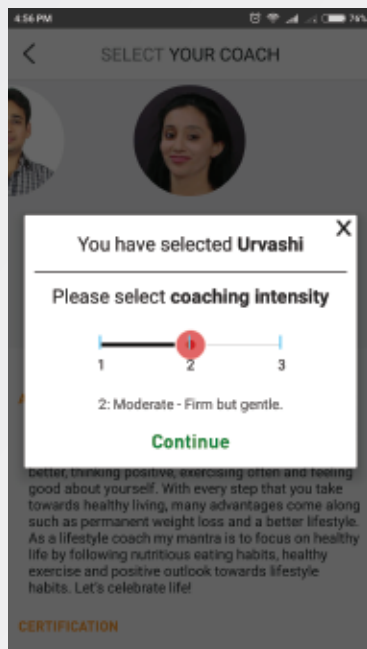 4:56 PM
76%
SELECT YOUR COACH
X
You have selected Urvashi
Please select coaching intensity
1 2 3
2: Moderate - Firm but gentle.
Continue
better, thinking positive, exercising often and feeling
good about yourself. With every step that you take
towards healthy living, many advantages come along
such as permanent weight loss and a better lifestyle.
As a lifestyle coach my mantra is to focus on healthy
life by following nutritious eating habits, healthy
exercise and positive outlook towards lifestyle
habits. Let's celebrate life!
CERTIFICATION